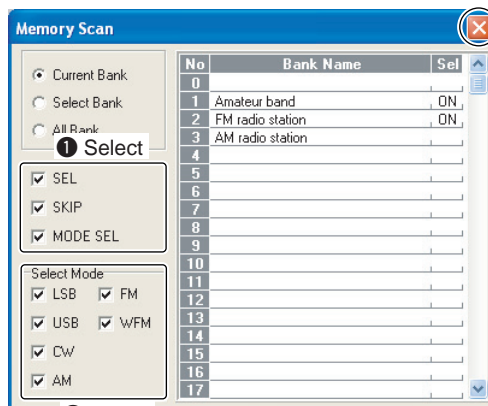 Memory Scan
Current Bank
Select Bank
All Bank
❶ Select
SEL
SKIP
MODE SEL
Select Mode
LSB FM
USB WFM
CW
AM
No Bank Name Sel
0
1 Amateur band ON
2 FM radio station ON
3 AM radio station
4
5
6
7
8
9
10
11
12
13
14
15
16
17